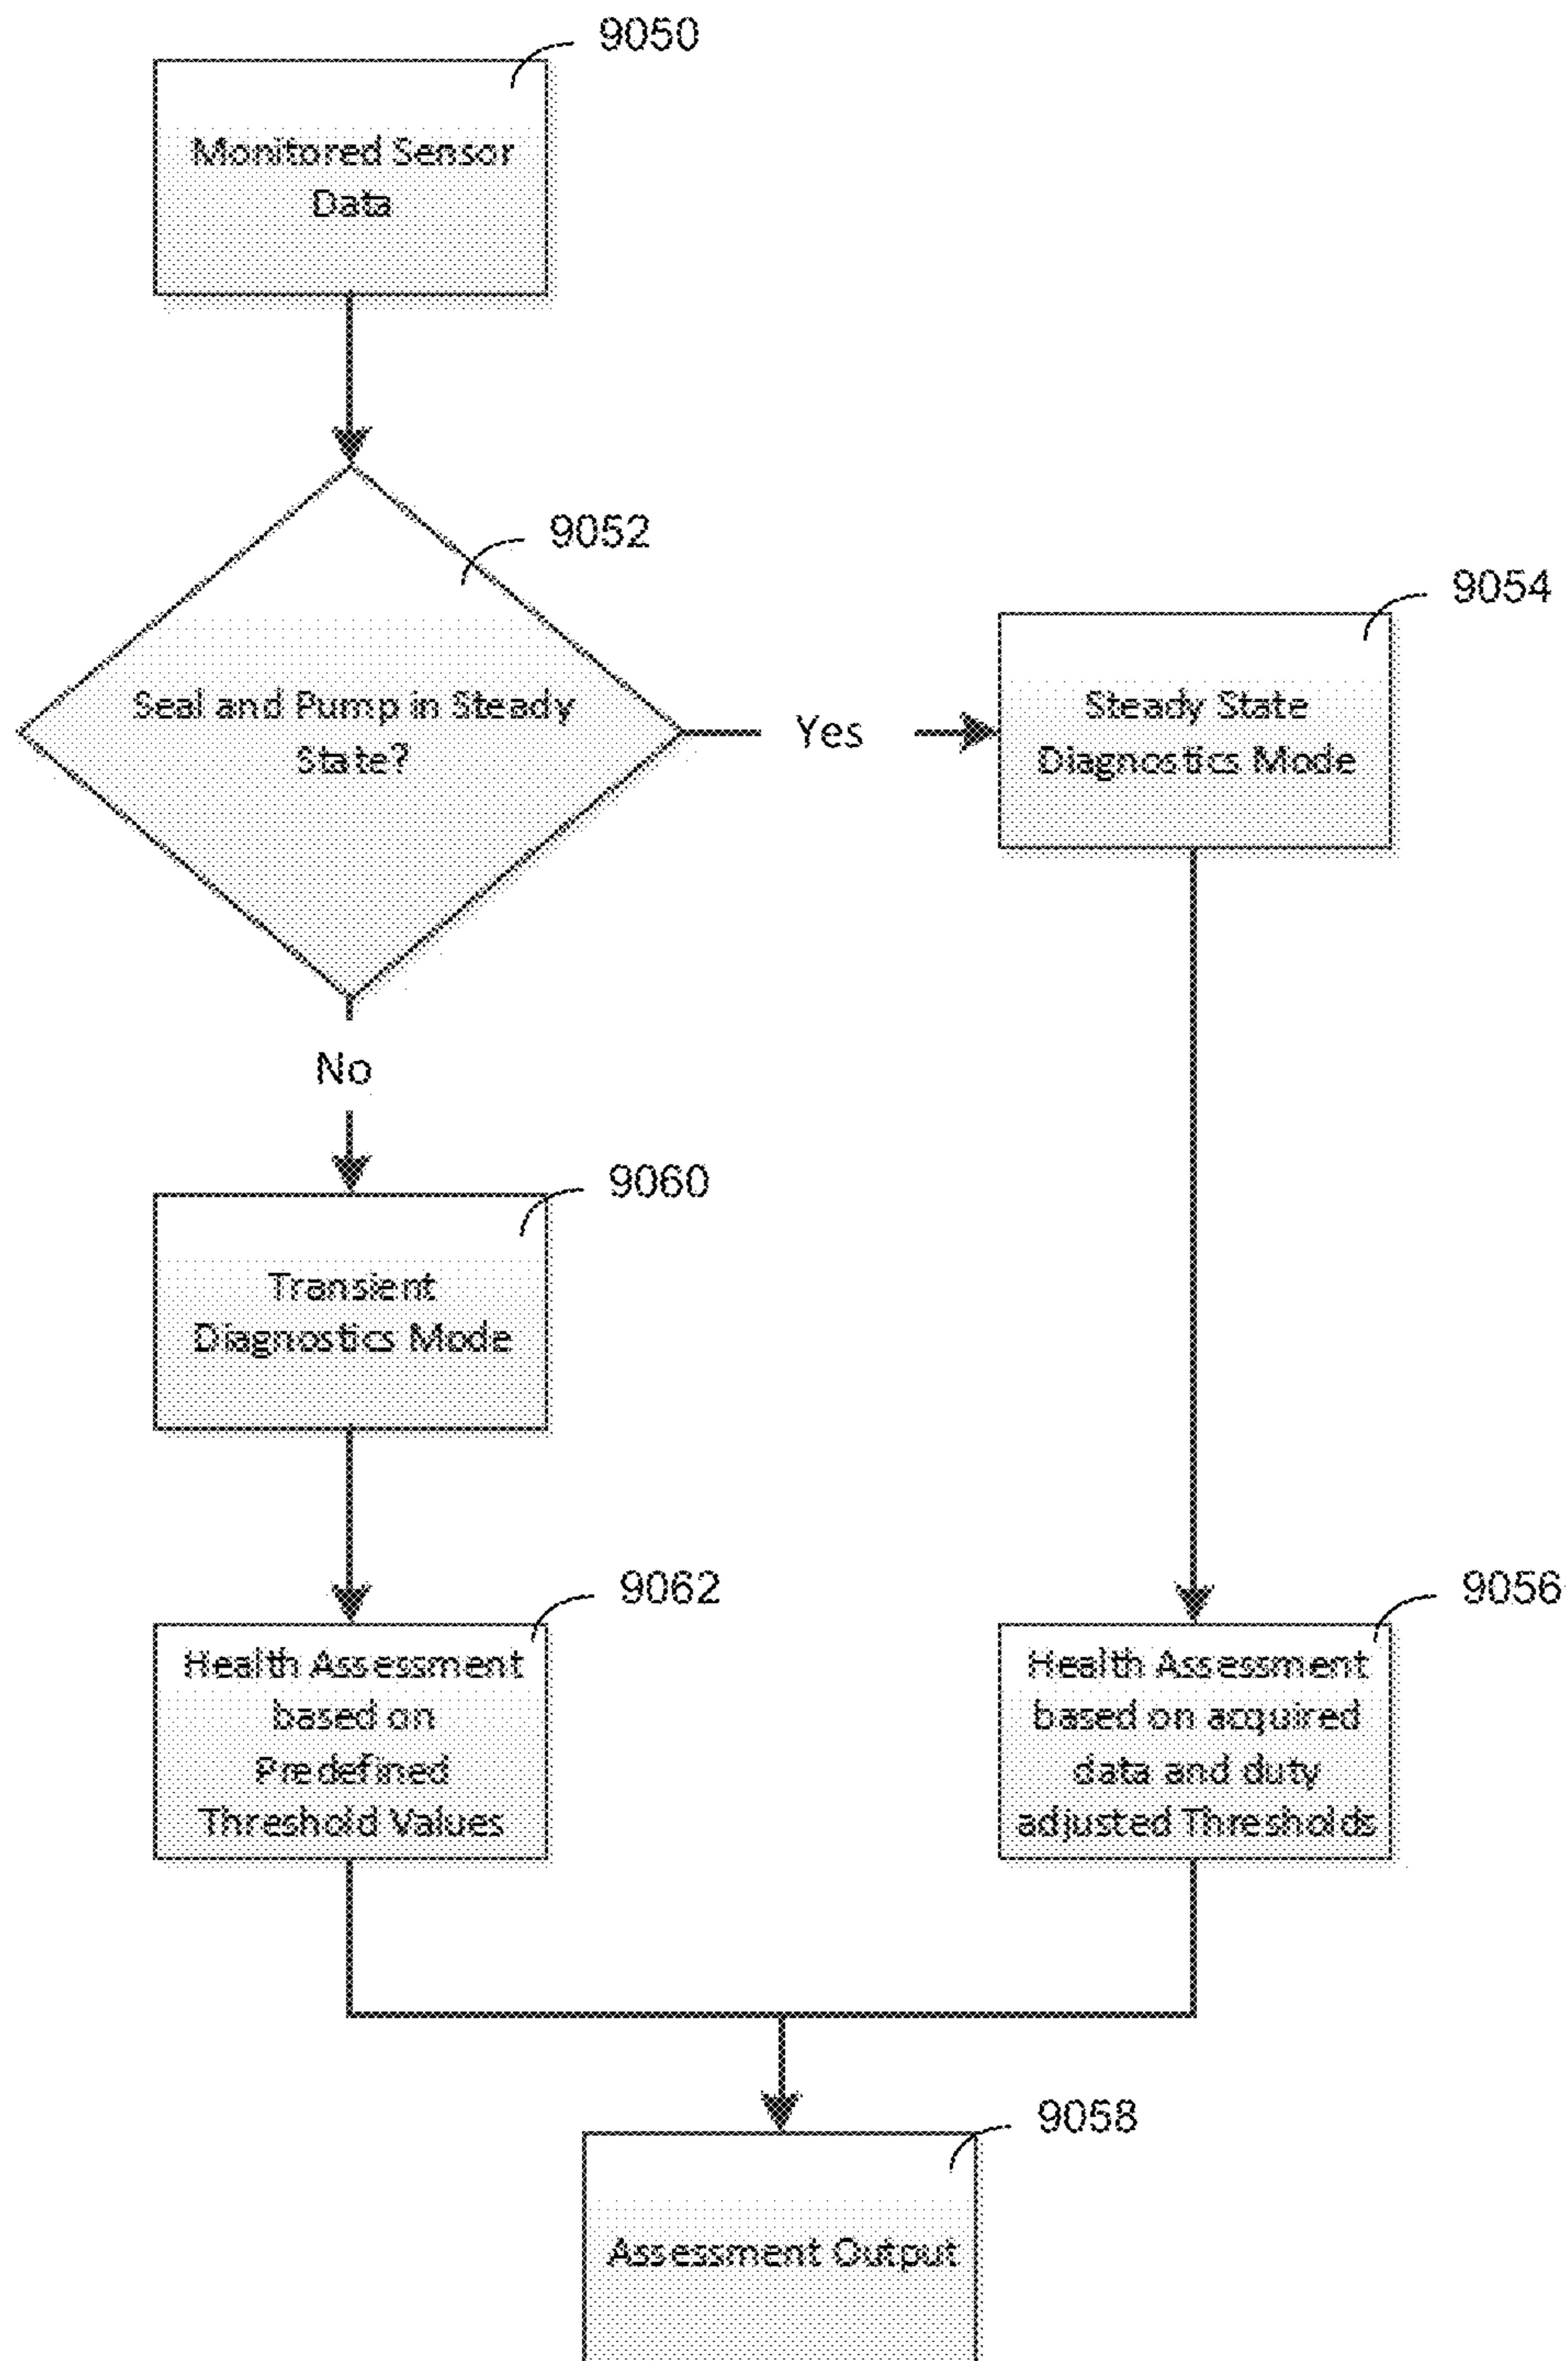 9050
Monitored Sensor
Data
9052
Seal and Pump in Steady
State?
Yes
9054
Steady State
Diagnostics Mode
No
9060
Transient
Diagnostics Mode
9062
Health Assessment
based on
Predefined
Threshold Values
9056
Health Assessment
based on acquired
data and duty
adjusted Thresholds
9058
Assessment Output